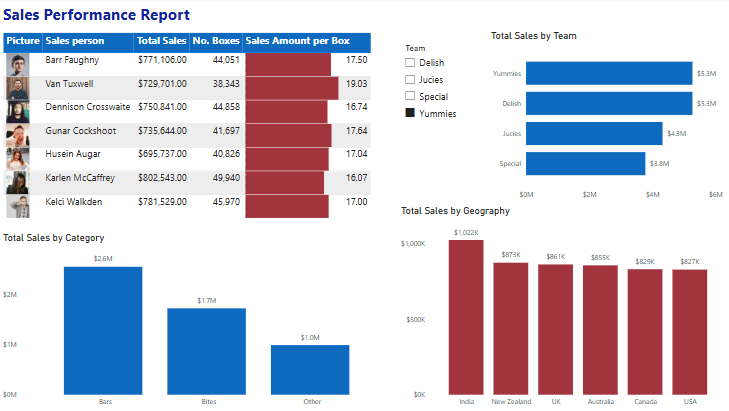 Sales Performance Report
Picture Sales person Total Sales No. Boxes Sales Amount per Box
Barr Faughny $771,106.00 44,051 17.50
Van Tuxwell $729,701.00 38,343 19.03
Dennison Crosswaite $750,841.00 44,858 16.74
Gunar Cockshoot $735,644.00 41,697 17.64
Husein Augar $695,737.00 40,826 17.04
Karlen McCaffrey $802,543.00 49,940 16.07
Kelci Walkden $781,529.00 45,970 17.00
Team
Delish
Jucies
Special
Yummies
Total Sales by Team
Yummies $5.3M
Delish $5.3M
Jucies $4.3M
Special $3.8M
$0M $2M $4M $6M
Total Sales by Category
$2.6M
$2M
$1.7M
$1M
$1.0M
$0M
Bars Bites Other
Total Sales by Geography
$1,022K
$1,000K
$873K $861K $855K $829K $827K
$500K
$0K
India New Zealand UK Australia Canada USA